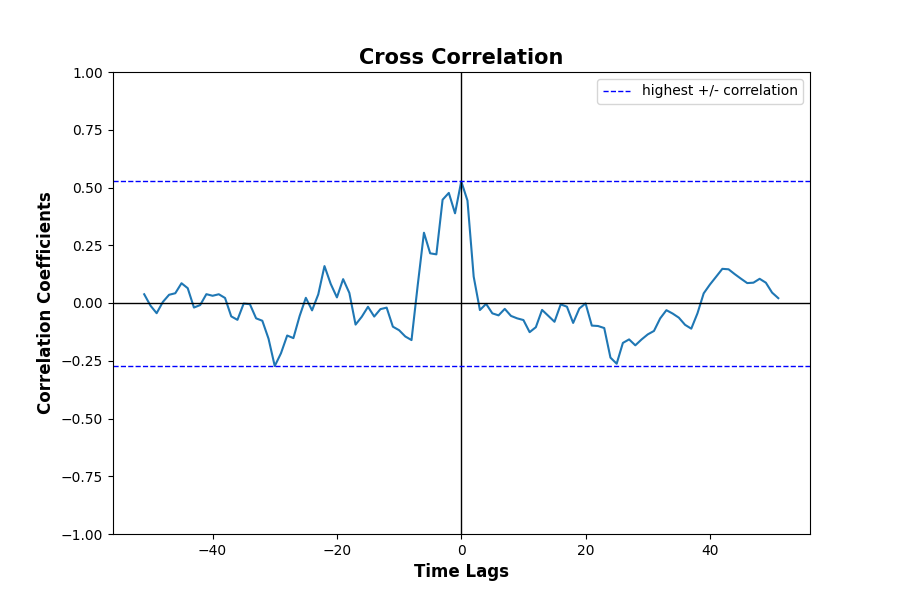 Cross Correlation
highest +/- correlation
1.00
0.75
0.50
0.25
0.00
−0.25
−0.50
−0.75
−1.00
Correlation Coefficients
−40 −20 0 20 40
Time Lags